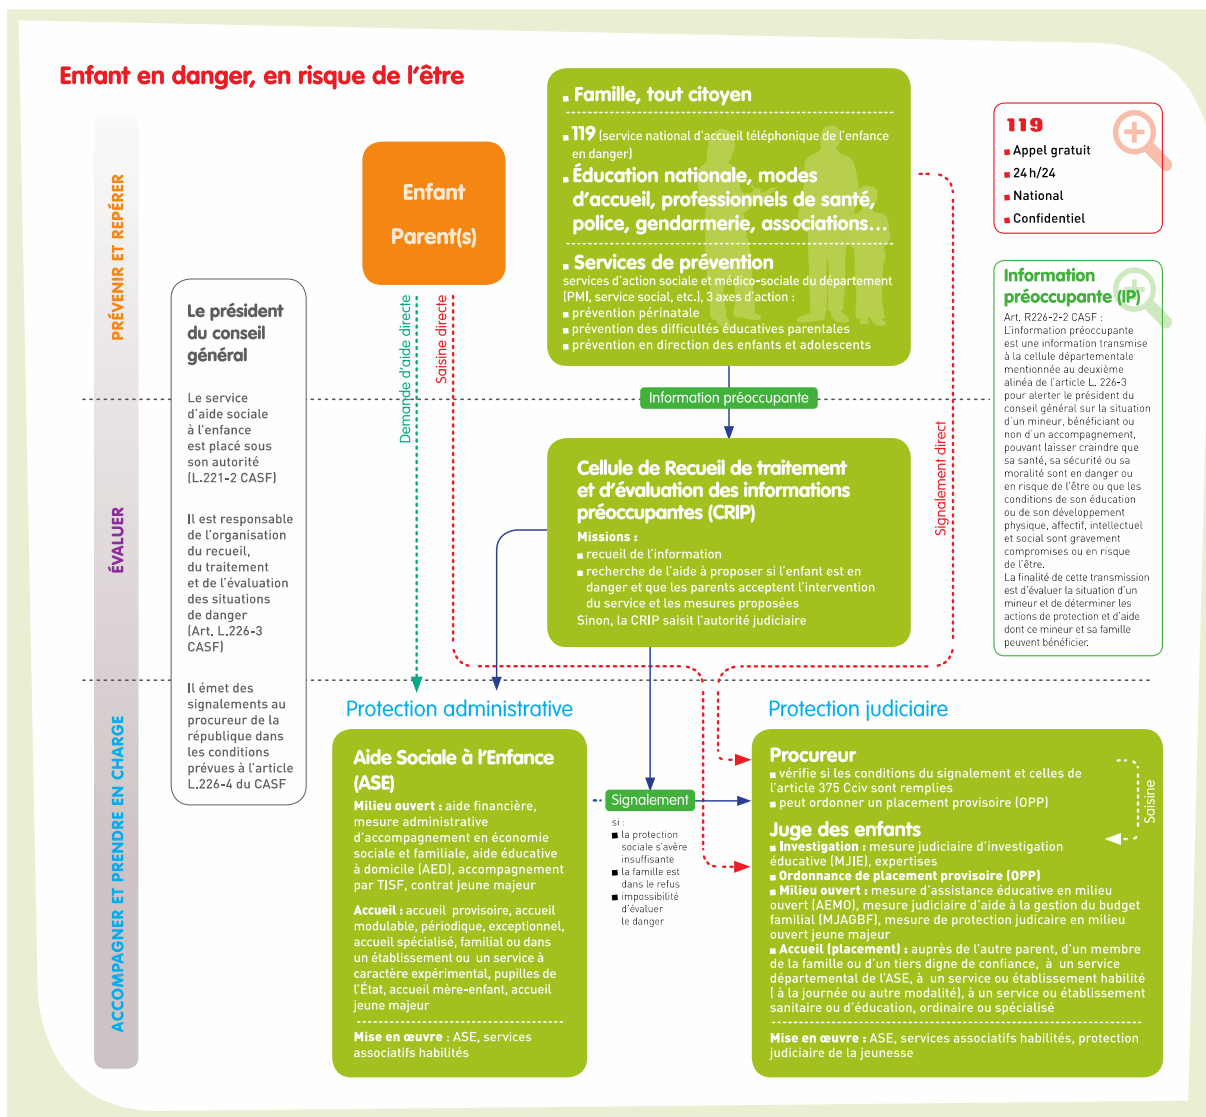 Enfant en danger, en risque de l'être
PRÉVENIR ET REPÉRER
ÉVALUER
ACCOMPAGNER ET PRENDRE EN CHARGE
Le président
du conseil
général
Le service
d'aide sociale
à l'enfance
est placé sous
son autorité
(L.221-2 CASF)
Il est responsable
de l'organisation
du recueil,
du traitement
et de l'évaluation
des situations
de danger
(Art. L.226-3
CASF)
Il émet des
signalements au
procureur de la
république dans
les conditions
prévues à l'article
L.226-4 du CASF
Enfant
Parent(s)
Demande d'aide directe
Saisine directe
Famille, tout citoyen
119 (service national d'accueil téléphonique de l'enfance
en danger)
Éducation nationale, modes
d'accueil, professionnels de santé,
police, gendarmerie, associations...
Services de prévention
services d'action sociale et médico-sociale du département
(PMI, service social, etc.), 3 axes d'action :
prévention périnatale
prévention des difficultés éducatives parentales
prévention en direction des enfants et adolescents
Information préoccupante
Signalement direct
Cellule de Recueil de traitement
et d'évaluation des informations
préoccupantes (CRIP)
Missions :
recueil de l'information
recherche de l'aide à proposer si l'enfant est en
danger et que les parents acceptent l'intervention
du service et les mesures proposées
Sinon, la CRIP saisit l'autorité judiciaire
119
Appel gratuit
24h/24
National
Confidentiel
Information
préoccupante (IP)
Art. R226-2-2 CASF :
L'information préoccupante
est une information transmise
à la cellule départementale
mentionnée au deuxième
alinéa de l'article L. 226-3
pour alerter le président du
conseil général sur la situation
d'un mineur, bénéficiant ou
non d'un accompagnement,
pouvant laisser craindre que
sa santé, sa sécurité ou sa
moralité sont en danger ou
en risque de l'être ou que les
conditions de son éducation
ou de son développement
physique, affectif, intellectuel
et social sont gravement
compromises ou en risque
de l'être.
La finalité de cette transmission
est d'évaluer la situation d'un
mineur et de déterminer les
actions de protection et d'aide
dont ce mineur et sa famille
peuvent bénéficier.
Protection administrative
Aide Sociale à l'Enfance
(ASE)
Milieu ouvert : aide financière,
mesure administrative
d'accompagnement en économie
sociale et familiale, aide éducative
à domicile (AED), accompagnement
par TISF, contrat jeune majeur
Accueil : accueil provisoire, accueil
modulable, périodique, exceptionnel,
accueil spécialisé, familial ou dans
un établissement ou un service à
caractère expérimental, pupilles de
l'État, accueil mère-enfant, accueil
jeune majeur
Mise en œuvre : ASE, services
associatifs habilités
Signalement
si :
la protection
sociale s'avère
insuffisante
la famille est
dans le refus
impossibilité
d'évaluer
le danger
Protection judiciaire
Procureur
vérifie si les conditions du signalement et celles de
l'article 375 Cciv sont remplies
peut ordonner un placement provisoire (OPP)
Saisine
Juge des enfants
Investigation : mesure judiciaire d'investigation
éducative (MJIE), expertises
Ordonnance de placement provisoire (OPP)
Milieu ouvert : mesure d'assistance éducative en milieu
ouvert (AEMO), mesure judiciaire d'aide à la gestion du budget
familial (MJAGBF), mesure de protection judicaire en milieu
ouvert jeune majeur
Accueil (placement) : auprès de l'autre parent, d'un membre
de la famille ou d'un tiers digne de confiance, à un service
départemental de l'ASE, à un service ou établissement habilité
( à la journée ou autre modalité), à un service ou établissement
sanitaire ou d'éducation, ordinaire ou spécialisé
Mise en œuvre : ASE, services associatifs habilités, protection
judiciaire de la jeunesse